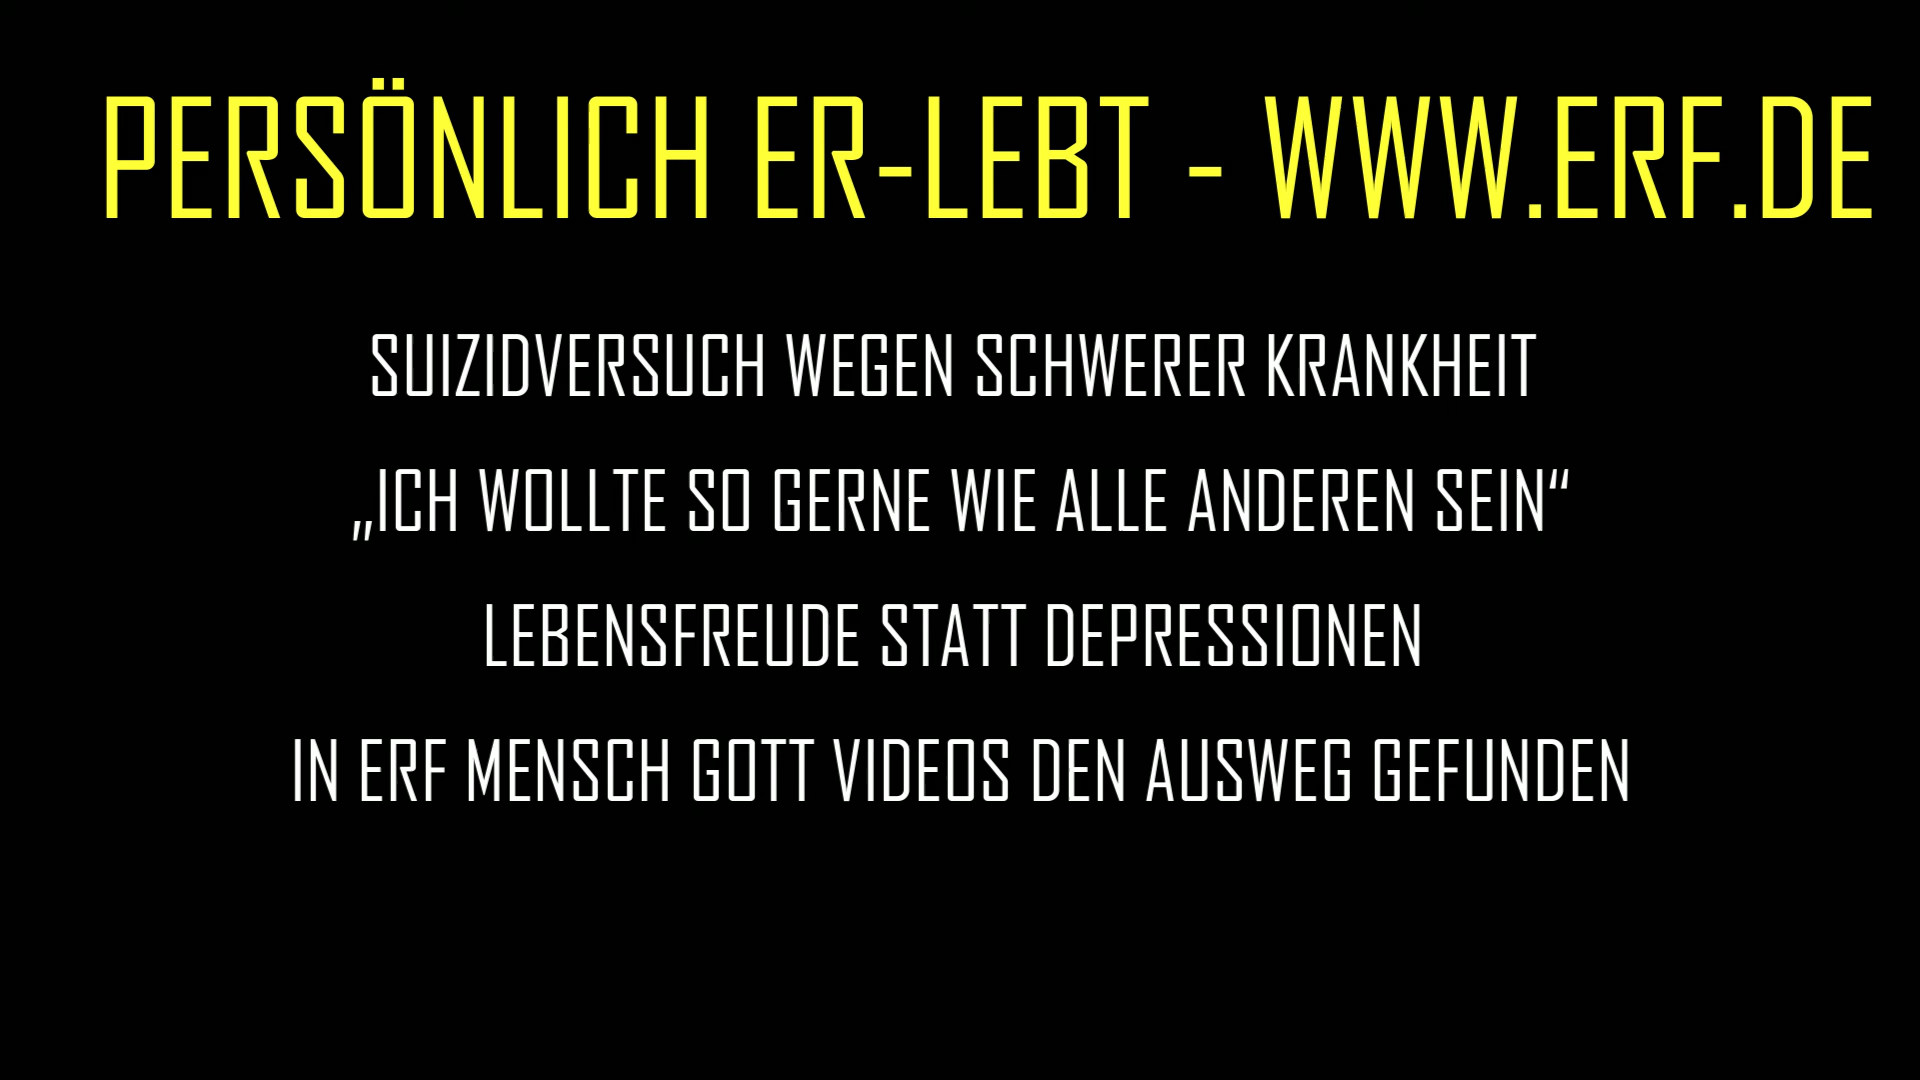 PERSÖNLICH ER-LEBT - WWW.ERF.DE
SUIZIDVERSUCH WEGEN SCHWERER KRANKHEIT
„ICH WOLLTE SO GERNE WIE ALLE ANDEREN SEIN“
LEBENSFREUDE STATT DEPRESSIONEN
IN ERF MENSCH GOTT VIDEOS DEN AUSWEG GEFUNDEN